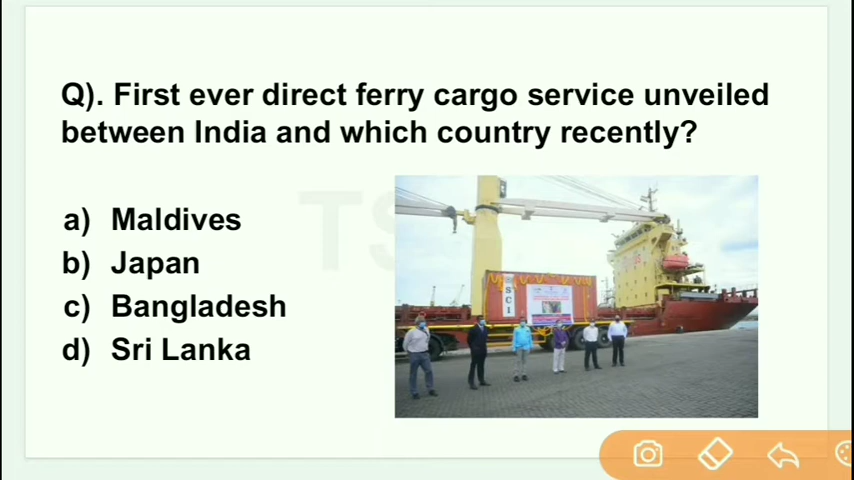 Q). First ever direct ferry cargo service unveiled
between India and which country recently?
a) Maldives
b) Japan
c) Bangladesh
d) Sri Lanka
SCI